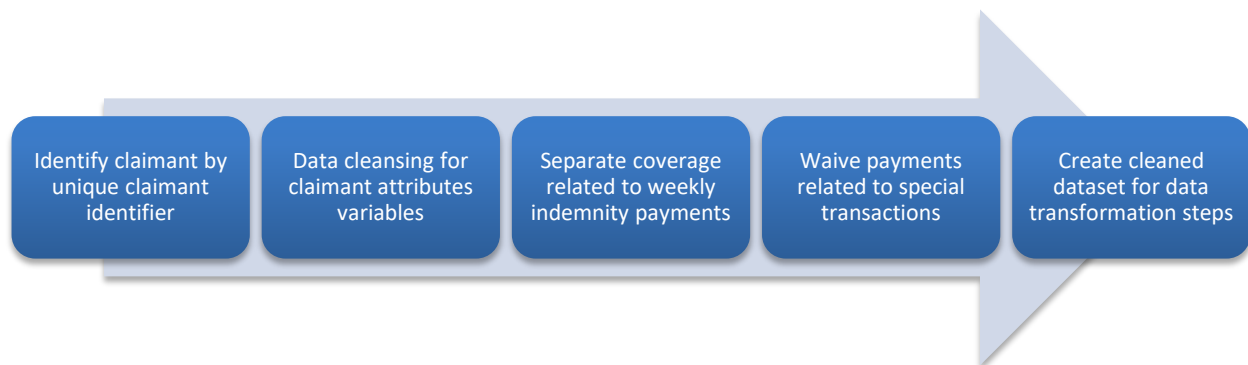 Identify claimant by
unique claimant
identifier
Data cleansing for
claimant attributes
variables
Separate coverage
related to weekly
indemnity payments
Waive payments
related to special
transactions
Create cleaned
dataset for data
transformation steps